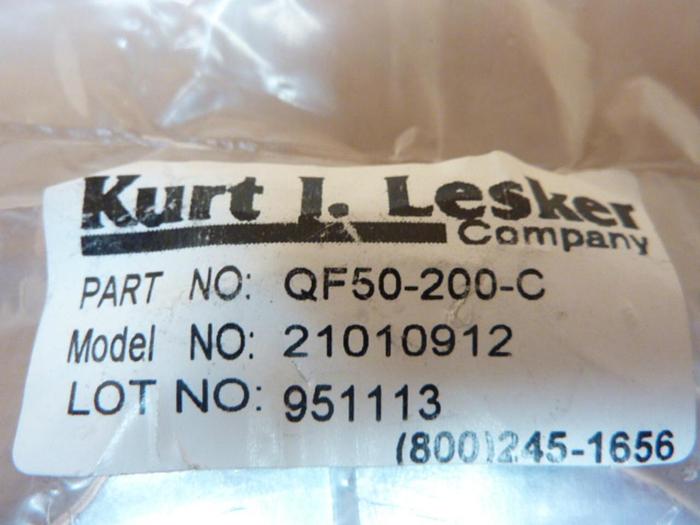 Kurt J. Lesker
Company
PART NO: QF50-200-C
Model NO: 21010912
LOT NO: 951113
(800)245-1656